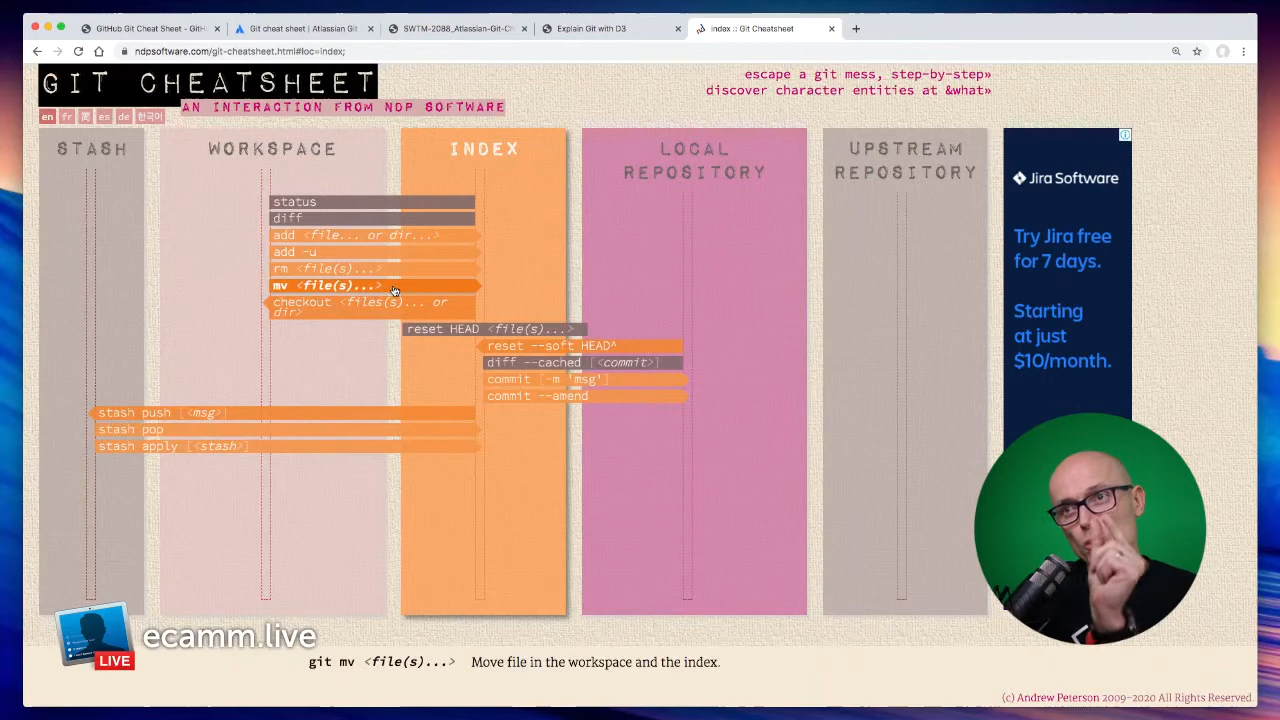 GitHub Git Cheat Sheet - GitHu
Git cheat sheet | Atlassian Git
SWTM-2088_Atlassian-Git-Ch
Explain Git with D3
index :: Git Cheatsheet
ndpsoftware.com/git-cheatsheet.html#loc=index;
GIT CHEATSHEET
AN INTERACTION FROM NDP SOFTWARE
escape a git mess, step-by-step»
discover character entities at &what»
en fr 简 es de 한국어
STASH
WORKSPACE
INDEX
LOCAL
REPOSITORY
UPSTREAM
REPOSITORY
status
diff
add <file... or dir...>
add -u
rm <file(s)...>
mv <file(s)...>
checkout <files(s)... or
dir>
reset HEAD <file(s)...>
reset --soft HEAD^
diff --cached [<commit>]
commit [-m 'msg']
commit --amend
stash push [<msg>]
stash pop
stash apply [<stash>]
Jira Software
Try Jira free
for 7 days.
Starting
at just
$10/month.
ecamm.live
LIVE
git mv <file(s)...> Move file in the workspace and the index.
(c) Andrew Peterson 2009-2020 All Rights Reserved.